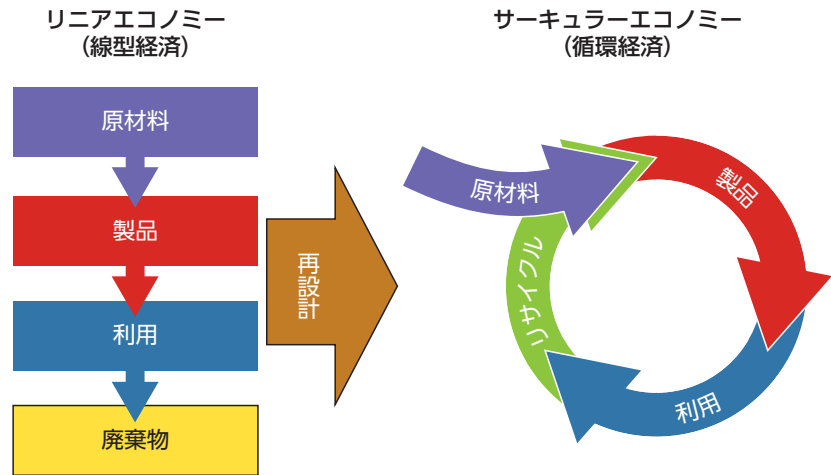 リニアエコノミー
（線型経済）
原材料
製品
利用
廃棄物
再設計
サーキュラーエコノミー
（循環経済）
原材料
製品
利用
リサイクル